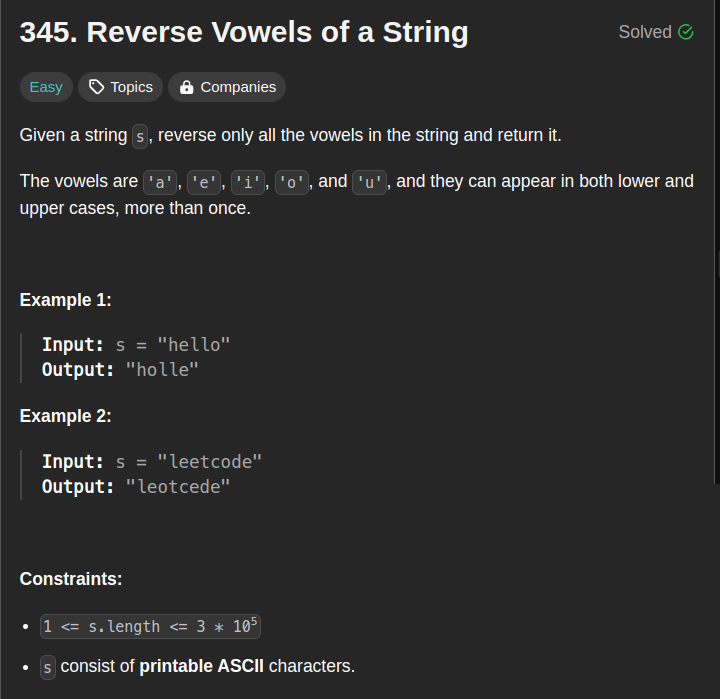 345. Reverse Vowels of a String
Solved
Easy Topics Companies
Given a string s, reverse only all the vowels in the string and return it.
The vowels are 'a', 'e', 'i', 'o', and 'u', and they can appear in both lower and
upper cases, more than once.
Example 1:
Input: s = "hello"
Output: "holle"
Example 2:
Input: s = "leetcode"
Output: "leotcede"
Constraints:
• 1 <= s.length <= 3 * 10⁵
• s consist of printable ASCII characters.